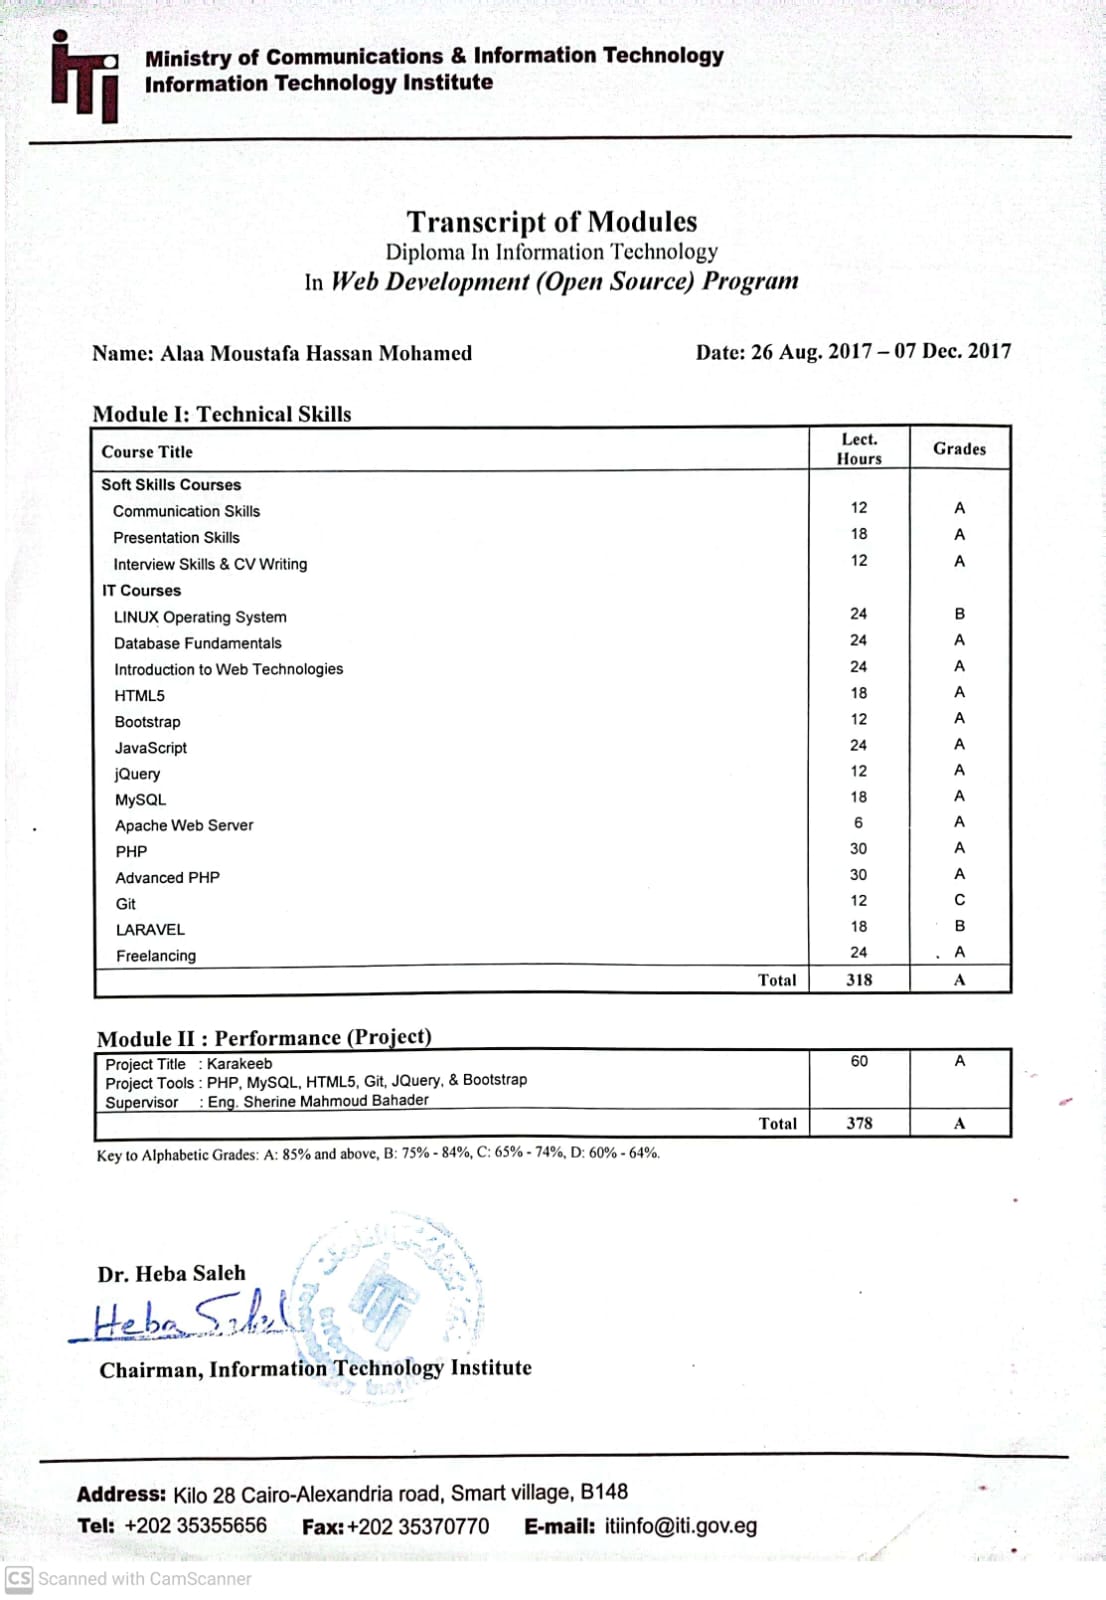 iTi
Ministry of Communications & Information Technology
Information Technology Institute
Transcript of Modules
Diploma In Information Technology
In Web Development (Open Source) Program
Name: Alaa Moustafa Hassan Mohamed Date: 26 Aug. 2017 – 07 Dec. 2017
Module I: Technical Skills
Course Title Lect. Hours Grades
Soft Skills Courses
Communication Skills 12 A
Presentation Skills 18 A
Interview Skills & CV Writing 12 A
IT Courses
LINUX Operating System 24 B
Database Fundamentals 24 A
Introduction to Web Technologies 24 A
HTML5 18 A
Bootstrap 12 A
JavaScript 24 A
jQuery 12 A
MySQL 18 A
Apache Web Server 6 A
PHP 30 A
Advanced PHP 30 A
Git 12 C
LARAVEL 18 B
Freelancing 24 A
Total 318 A
Module II : Performance (Project)
Project Title : Karakeeb 60 A
Project Tools : PHP, MySQL, HTML5, Git, JQuery, & Bootstrap
Supervisor : Eng. Sherine Mahmoud Bahader
Total 378 A
Key to Alphabetic Grades: A: 85% and above, B: 75% - 84%, C: 65% - 74%, D: 60% - 64%.
Dr. Heba Saleh
Heba Saleh
iTi
Chairman, Information Technology Institute
Address: Kilo 28 Cairo-Alexandria road, Smart village, B148
Tel: +202 35355656 Fax:+202 35370770 E-mail: itiinfo@iti.gov.eg
CS Scanned with CamScanner